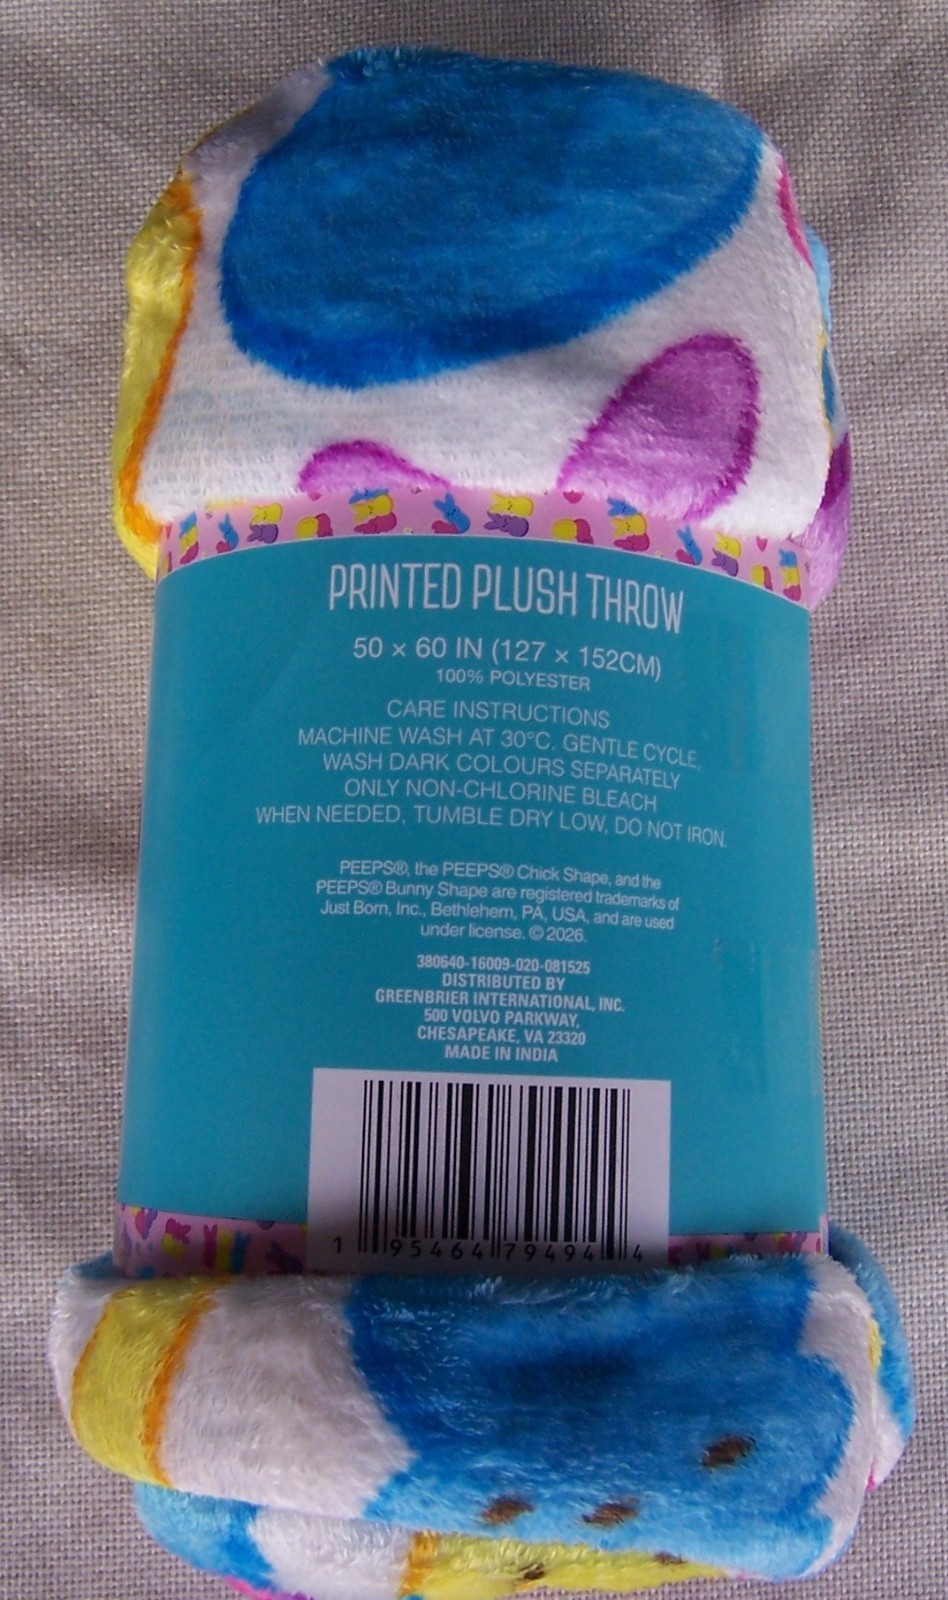 PRINTED PLUSH THROW
50 × 60 IN (127 × 152CM)
100% POLYESTER
CARE INSTRUCTIONS
MACHINE WASH AT 30°C. GENTLE CYCLE,
WASH DARK COLOURS SEPARATELY
ONLY NON-CHLORINE BLEACH
WHEN NEEDED, TUMBLE DRY LOW, DO NOT IRON.
PEEPS®, the PEEPS® Chick Shape, and the
PEEPS® Bunny Shape are registered trademarks of
Just Born, Inc., Bethlehem, PA, USA, and are used
under license. © 2026.
380640-16009-020-081525
DISTRIBUTED BY
GREENBRIER INTERNATIONAL, INC.
500 VOLVO PARKWAY,
CHESAPEAKE, VA 23320
MADE IN INDIA
1 95464 79494 4